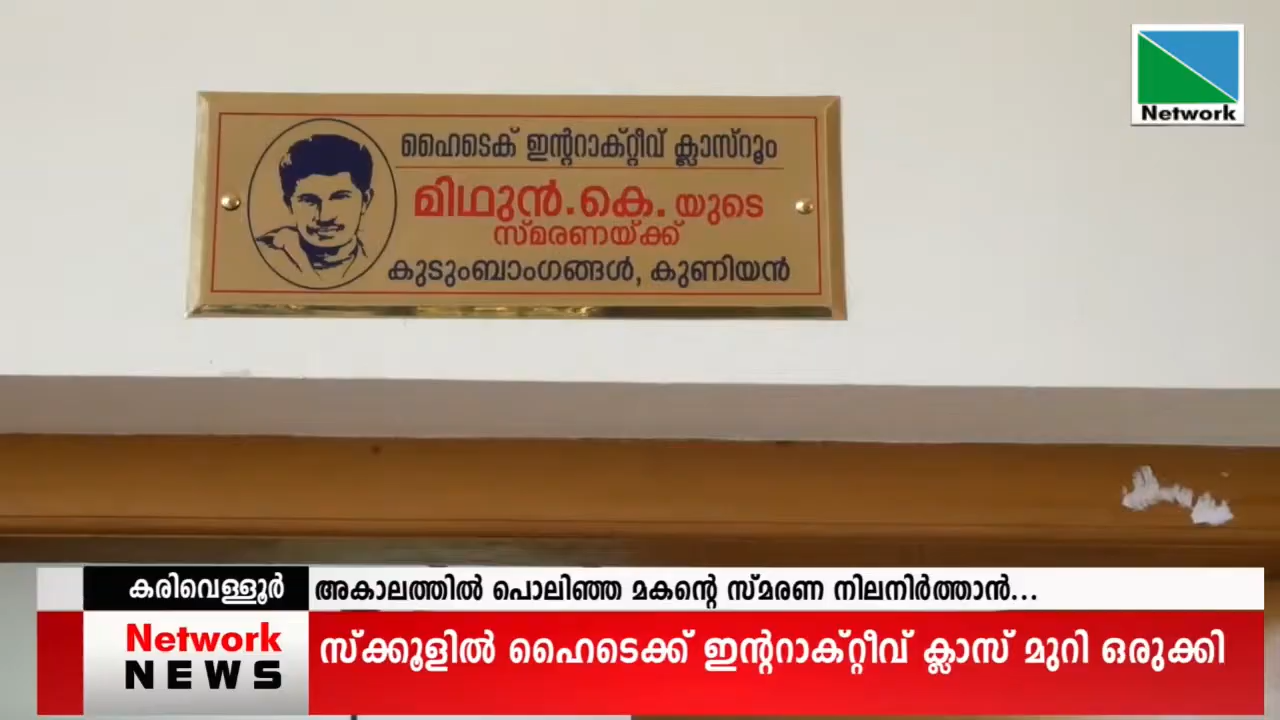 Network
ഹൈടെക് ഇന്ററാക്റ്റീവ് ക്ലാസ്റൂം
മിഥുൻ.കെ. യുടെ
സ്മരണയ്ക്ക്
കുടുംബാംഗങ്ങൾ, കുണിയൻ
കരിവെള്ളൂർ
അകാലത്തിൽ പൊലിഞ്ഞ മകന്റെ സ്മരണ നിലനിർത്താൻ...
Network
NEWS
സ്ക്കൂളിൽ ഹൈടെക്ക് ഇന്ററാക്റ്റീവ് ക്ലാസ് മുറി ഒരുക്കി